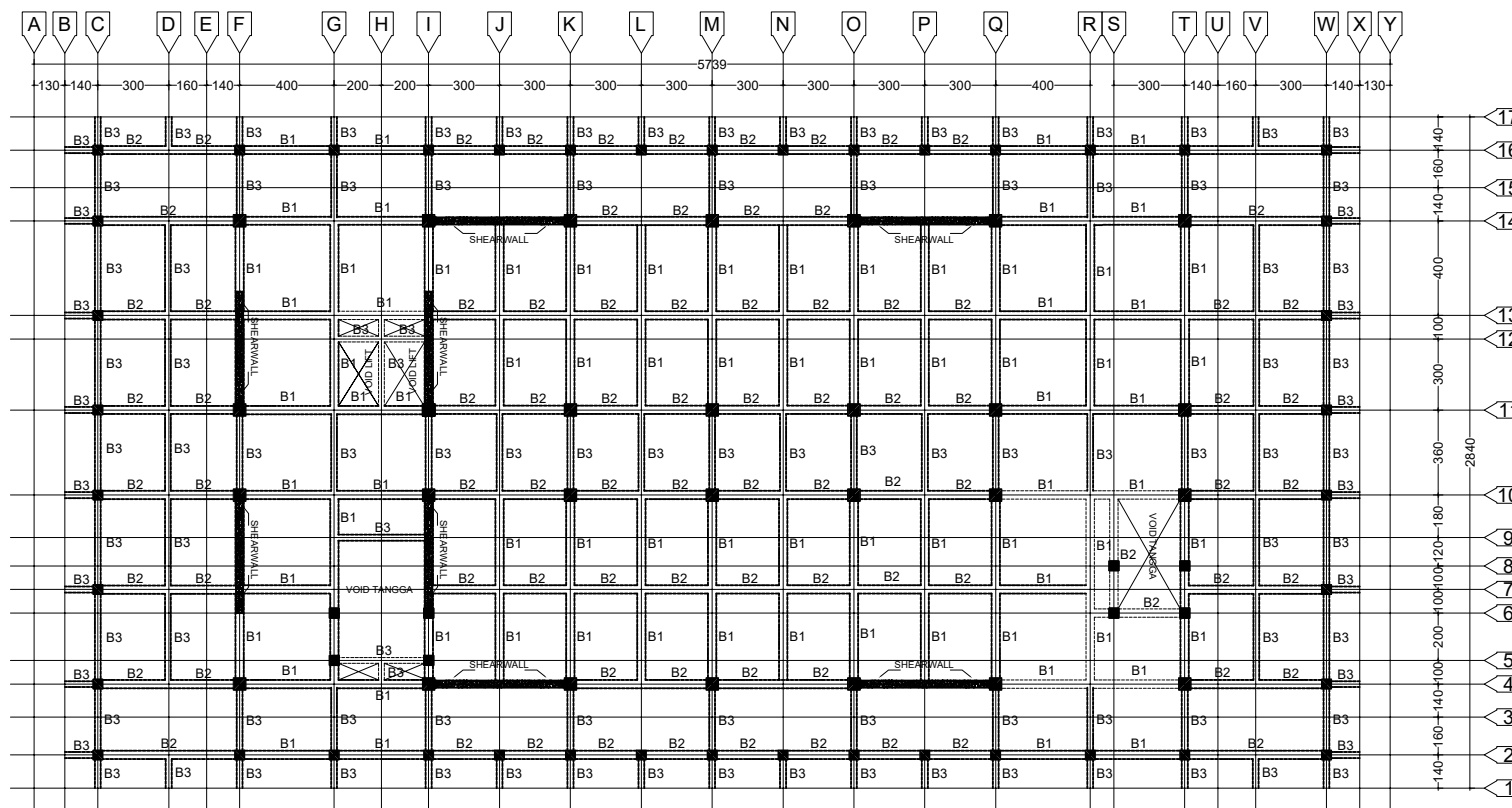 A B C D E F G H I J K L M N O P Q R S T U V W X Y
5739
130 140 300 160 140 400 200 200 300 300 300 300 300 300 300 300 400 300 140 160 300 140 130
17
B3 B3 B2 B3 B2 B3 B1 B3 B1 B3 B2 B3 B2 B3 B2 B3 B2 B3 B2 B3 B2 B3 B2 B3 B2 B3 B1 B3 B1 B3 B3 B3 140
16
160
B3 B3 B3 B3 B3 B3 B3 B3 B3 B3 B3 15
B3 B2 B1 B1 B2 B2 B2 B2 B1 B1 B2 B3 140
14
SHEARWALL SHEARWALL
B3 B3 B1 B1 B1 B1 B1 B1 B1 B1 B1 B1 B1 B1 B1 B3 B3 400
B3 B2 B2 B1 B1 B2 B2 B2 B2 B2 B2 B2 B2 B1 B1 B2 B2 B3
13
B3 B3 100
12
SHEARWALL SHEARWALL
B3 B3 B1 VOID LIFT B3 VOID LIFT B1 B1 B1 B1 B1 B1 B1 B1 B1 B1 B3 B3 300
B3 B2 B2 B1 B1 B2 B2 B2 B2 B2 B2 B2 B2 B1 B1 B2 B2 B3
11
B3 B3 B3 B3 B3 B3 B3 B3 B3 B3 B3 B3 B3 B3 B3 B3 B3 360
2840
B3 B2 B2 B1 B1 B2 B2 B2 B2 B2 B2 B2 B2 B1 B1 B2 B2 B3
10
B1 B3 180
SHEARWALL SHEARWALL VOID TANGGA
B3 B3 B1 B1 B1 B1 B1 B1 B1 B1 B1 B2 B1 B3 B3 9
120
8
B3 B2 B2 B1 B2 B2 B2 B2 B2 B2 B2 B2 B1 B2 B2 B3 100
VOID TANGGA
7
B2 100
6
B3 B3 B1 B1 B1 B1 B1 B1 B1 B1 B1 B1 B1 B1 B3 B3 200
B3
5
SHEARWALL SHEARWALL
B3 B2 B2 B1 B3 B2 B2 B2 B2 B1 B1 B2 B2 B3 100
4
B1 140
B3 B3 B3 B3 B3 B3 B3 B3 B3 B3 B3 3
B3 B2 B1 B1 B2 B2 B2 B2 B2 B2 B2 B2 B1 B1 B2 B3 160
2
B3 B3 B3 B3 B3 B3 B3 B3 B3 B3 B3 B3 B3 B3 B3 B3 B3 140
1